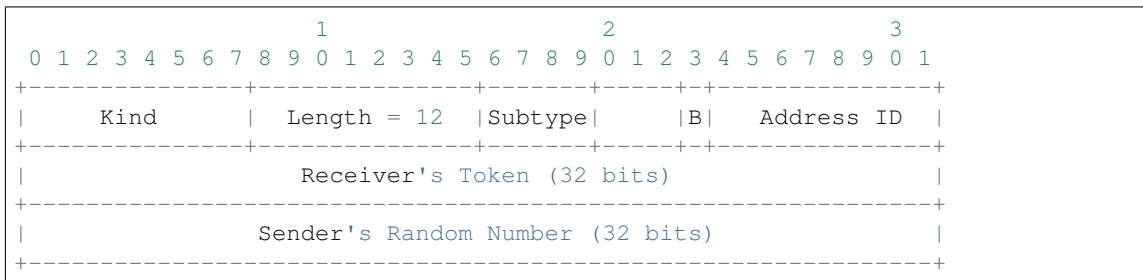 1                   2                   3
 0 1 2 3 4 5 6 7 8 9 0 1 2 3 4 5 6 7 8 9 0 1 2 3 4 5 6 7 8 9 0 1
+---------------+---------------+-------+-----+-+---------------+
|     Kind      |  Length = 12  |Subtype|     |B|   Address ID  |
+---------------+---------------+-------+-----+-+---------------+
|                   Receiver's Token (32 bits)                  |
+---------------------------------------------------------------+
|                Sender's Random Number (32 bits)               |
+---------------------------------------------------------------+